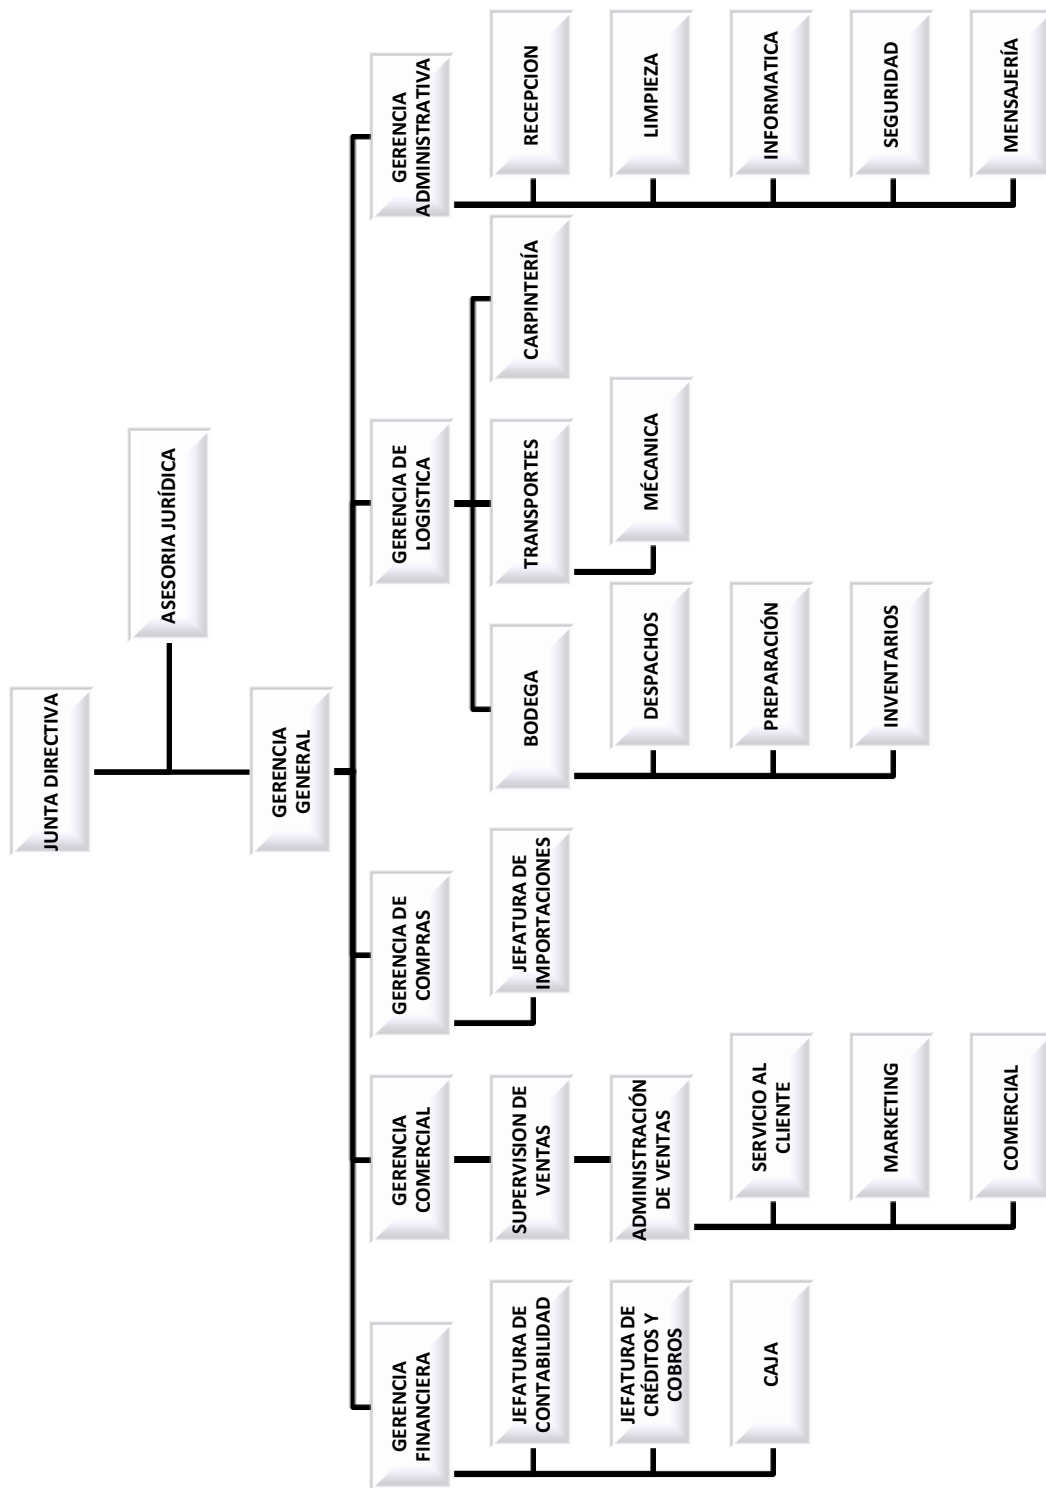 JUNTA DIRECTIVA
ASESORIA JURÍDICA
GERENCIA
GENERAL
GERENCIA
FINANCIERA
JEFATURA DE
CONTABILIDAD
JEFATURA DE
CRÉDITOS Y
COBROS
CAJA
GERENCIA
COMERCIAL
SUPERVISION DE
VENTAS
ADMINISTRACIÓN
DE VENTAS
SERVICIO AL
CLIENTE
MARKETING
COMERCIAL
GERENCIA DE
COMPRAS
JEFATURA DE
IMPORTACIONES
GERENCIA DE
LOGISTICA
BODEGA
DESPACHOS
PREPARACIÓN
INVENTARIOS
TRANSPORTES
MÉCANICA
CARPINTERÍA
GERENCIA
ADMINISTRATIVA
RECEPCION
LIMPIEZA
INFORMATICA
SEGURIDAD
MENSAJERÍA